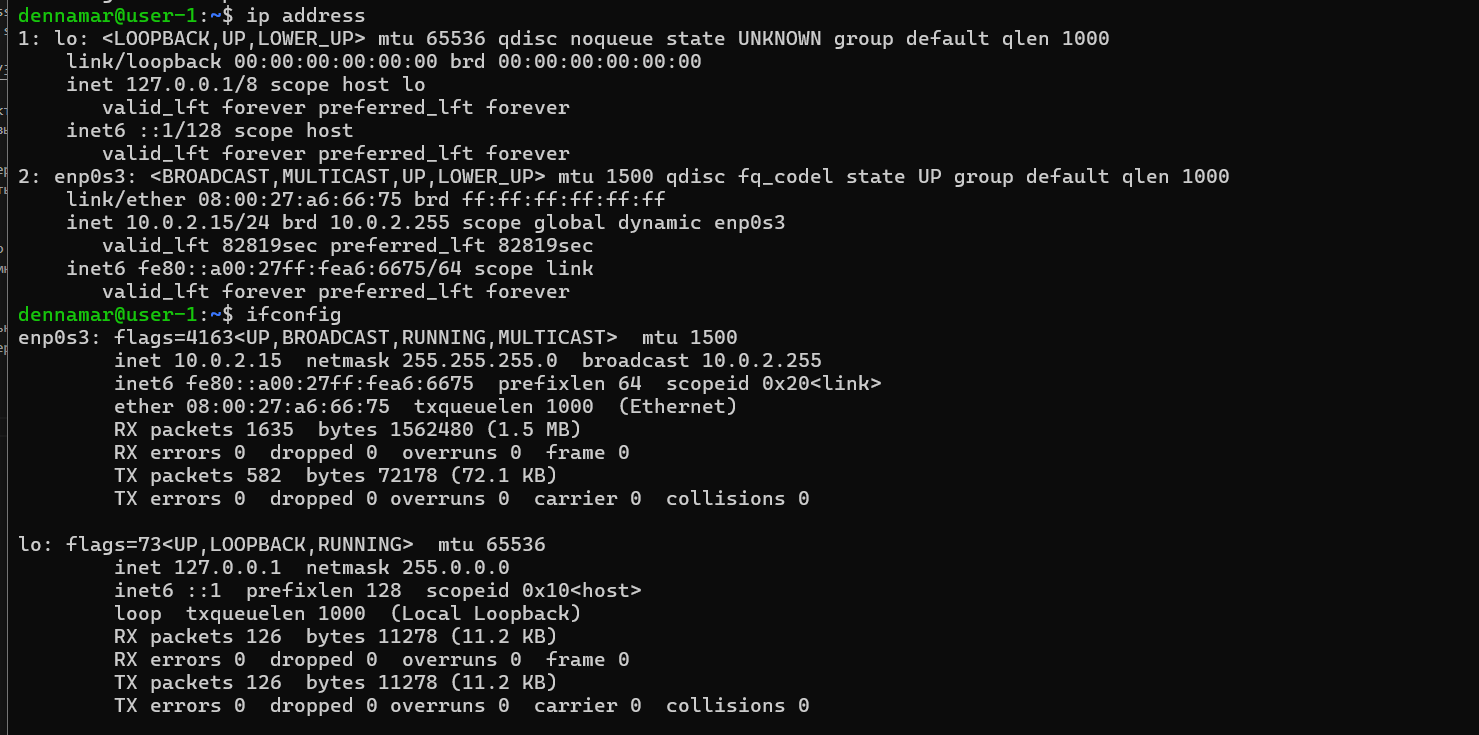 dennamar@user-1:~$ ip address
1: lo: <LOOPBACK,UP,LOWER_UP> mtu 65536 qdisc noqueue state UNKNOWN group default qlen 1000
    link/loopback 00:00:00:00:00:00 brd 00:00:00:00:00:00
    inet 127.0.0.1/8 scope host lo
       valid_lft forever preferred_lft forever
    inet6 ::1/128 scope host
       valid_lft forever preferred_lft forever
2: enp0s3: <BROADCAST,MULTICAST,UP,LOWER_UP> mtu 1500 qdisc fq_codel state UP group default qlen 1000
    link/ether 08:00:27:a6:66:75 brd ff:ff:ff:ff:ff:ff
    inet 10.0.2.15/24 brd 10.0.2.255 scope global dynamic enp0s3
       valid_lft 82819sec preferred_lft 82819sec
    inet6 fe80::a00:27ff:fea6:6675/64 scope link
       valid_lft forever preferred_lft forever
dennamar@user-1:~$ ifconfig
enp0s3: flags=4163<UP,BROADCAST,RUNNING,MULTICAST>  mtu 1500
        inet 10.0.2.15  netmask 255.255.255.0  broadcast 10.0.2.255
        inet6 fe80::a00:27ff:fea6:6675  prefixlen 64  scopeid 0x20<link>
        ether 08:00:27:a6:66:75  txqueuelen 1000  (Ethernet)
        RX packets 1635  bytes 1562480 (1.5 MB)
        RX errors 0  dropped 0  overruns 0  frame 0
        TX packets 582  bytes 72178 (72.1 KB)
        TX errors 0  dropped 0 overruns 0  carrier 0  collisions 0

lo: flags=73<UP,LOOPBACK,RUNNING>  mtu 65536
        inet 127.0.0.1  netmask 255.0.0.0
        inet6 ::1  prefixlen 128  scopeid 0x10<host>
        loop  txqueuelen 1000  (Local Loopback)
        RX packets 126  bytes 11278 (11.2 KB)
        RX errors 0  dropped 0  overruns 0  frame 0
        TX packets 126  bytes 11278 (11.2 KB)
        TX errors 0  dropped 0 overruns 0  carrier 0  collisions 0